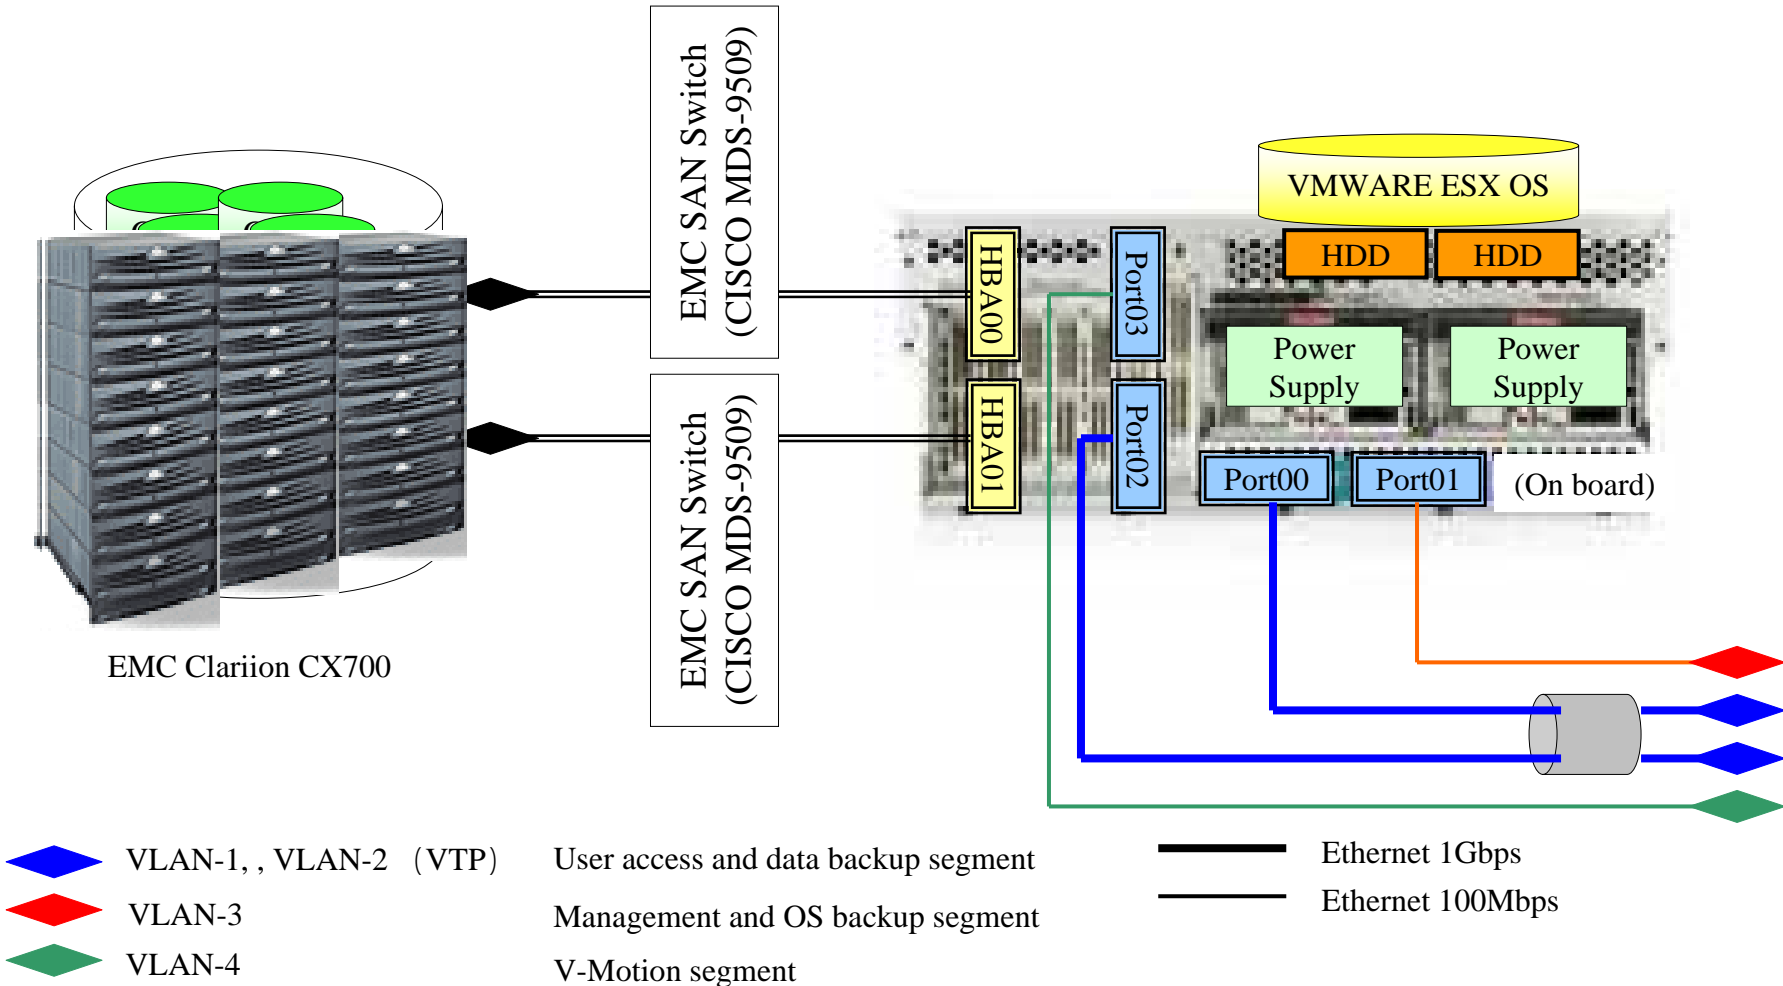 EMC SAN Switch
(CISCO MDS-9509)
EMC SAN Switch
(CISCO MDS-9509)
EMC Clariion CX700
VMWARE ESX OS
HDD
HDD
HBA00
HBA01
Port03
Port02
Power
Supply
Power
Supply
Port00
Port01
(On board)
VLAN-1, , VLAN-2 (VTP) User access and data backup segment
VLAN-3 Management and OS backup segment
VLAN-4 V-Motion segment
Ethernet 1Gbps
Ethernet 100Mbps